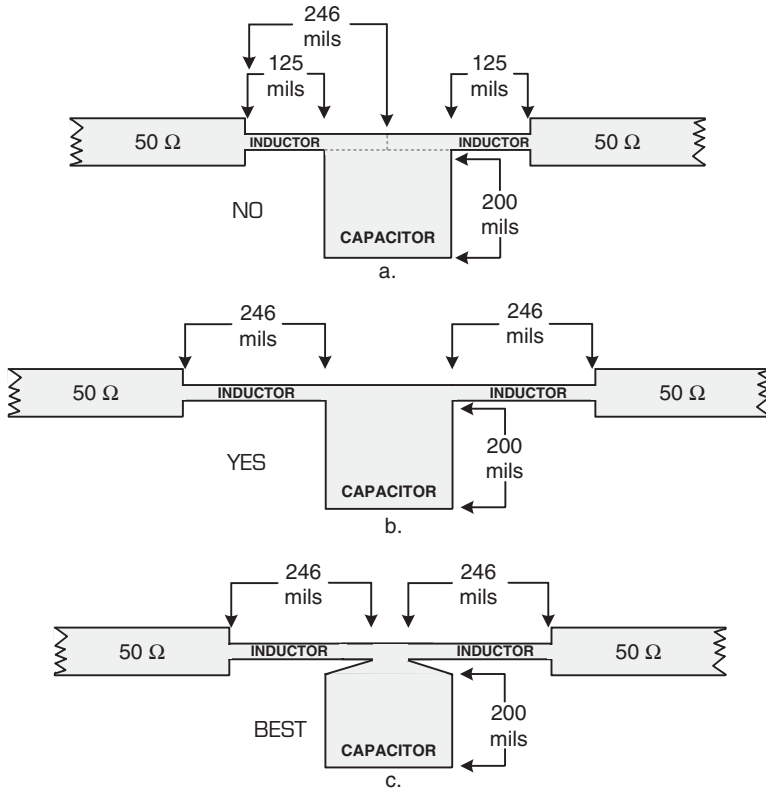 246
mils
125
mils
125
mils
50 Ω
INDUCTOR
INDUCTOR
50 Ω
200
mils
NO
CAPACITOR
a.
246
mils
246
mils
50 Ω
INDUCTOR
INDUCTOR
50 Ω
200
mils
YES
CAPACITOR
b.
246
mils
246
mils
50 Ω
INDUCTOR
INDUCTOR
50 Ω
200
mils
BEST
CAPACITOR
c.